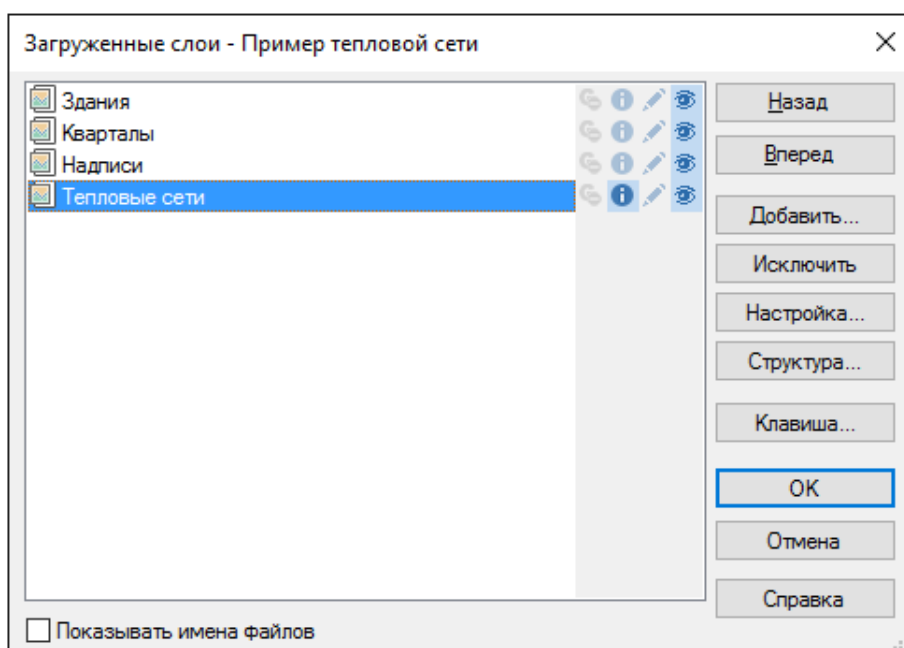 Загруженные слои - Пример тепловой сети
Здания
Кварталы
Надписи
Тепловые сети
Назад
Вперед
Добавить...
Исключить
Настройка...
Структура...
Клавиша...
OK
Отмена
Справка
Показывать имена файлов